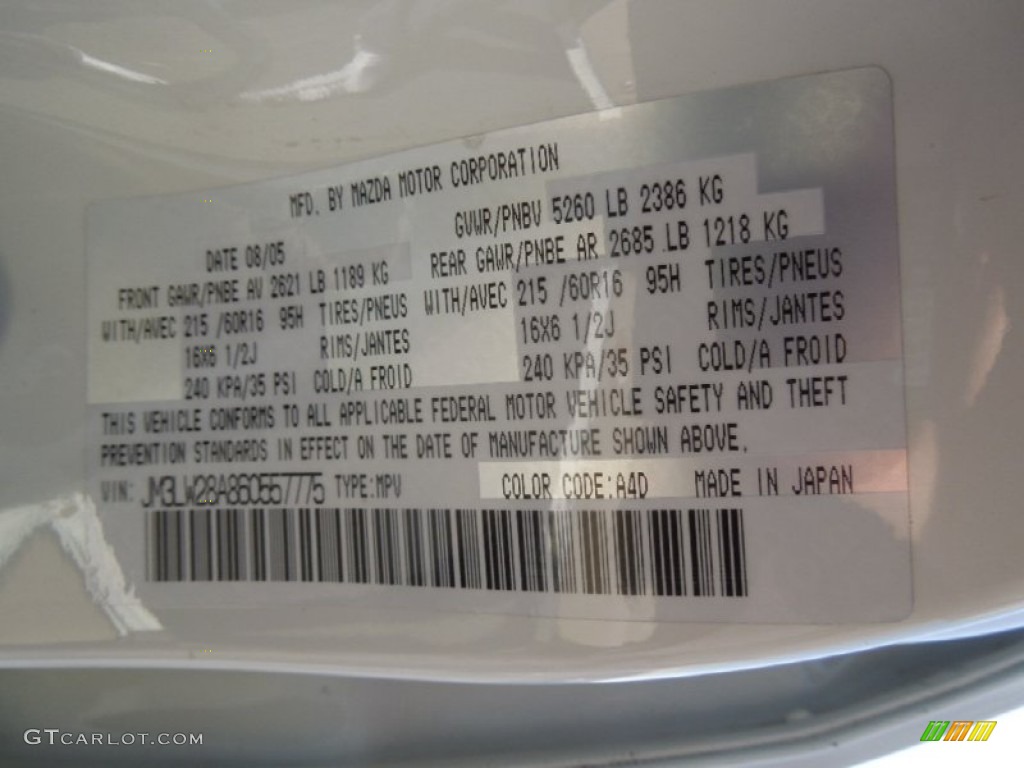 MFD. BY MAZDA MOTOR CORPORATION
DATE 08/05 GVWR/PNBV 5260 LB 2386 KG
FRONT GAWR/PNBE AV 2621 LB 1189 KG REAR GAWR/PNBE AR 2685 LB 1218 KG
WITH/AVEC 215 /60R16 95H TIRES/PNEUS WITH/AVEC 215 /60R16 95H TIRES/PNEUS
16X6 1/2J RIMS/JANTES 16X6 1/2J RIMS/JANTES
240 KPA/35 PSI COLD/A FROID 240 KPA/35 PSI COLD/A FROID
THIS VEHICLE CONFORMS TO ALL APPLICABLE FEDERAL MOTOR VEHICLE SAFETY AND THEFT
PREVENTION STANDARDS IN EFFECT ON THE DATE OF MANUFACTURE SHOWN ABOVE.
VIN: JM3LW28A860557775 TYPE:MPV COLOR CODE:A4D MADE IN JAPAN
GTCARLOT.COM